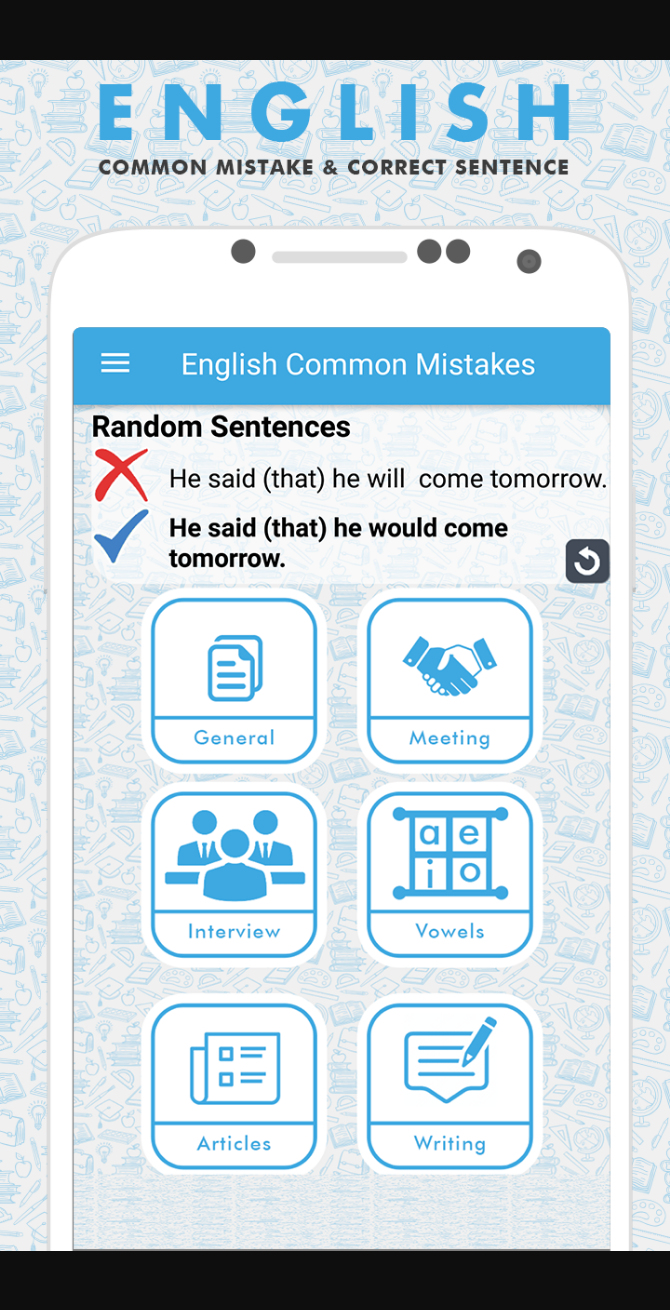 ENGLISH
COMMON MISTAKE & CORRECT SENTENCE
English Common Mistakes
Random Sentences
He said (that) he will  come tomorrow.
He said (that) he would come
tomorrow.
General
Meeting
a e
i o
Interview
Vowels
Articles
Writing